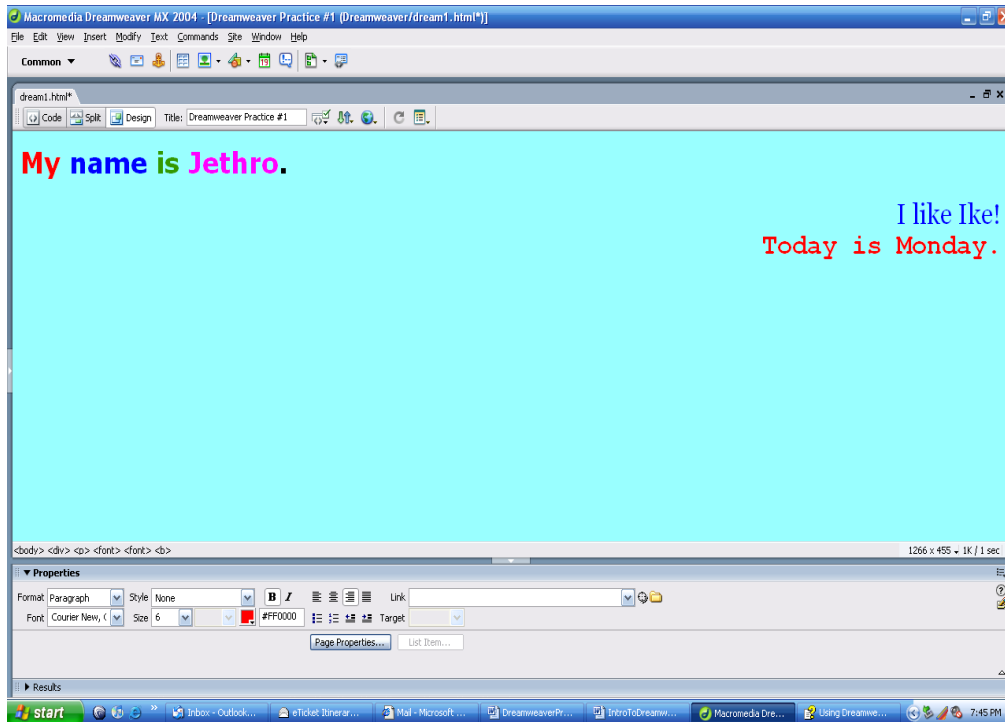 Macromedia Dreamweaver MX 2004 - [Dreamweaver Practice #1 (Dreamweaver/dream1.html*)]
File Edit View Insert Modify Text Commands Site Window Help
Common
dream1.html*
Code Split Design Title: Dreamweaver Practice #1
My name is Jethro.
I like Ike!
Today is Monday.
<body> <div> <p> <font> <font> <b> 1266 x 455 1K / 1 sec
Properties
Format Paragraph Style None B I Link
Font Courier New, ( Size 6 #FF0000 Target
Page Properties... List Item...
Results
start Inbox - Outlook... eTicket Itinerar... Mail - Microsoft ... DreamweaverPr... IntroToDreamw... Macromedia Dre... Using Dreamwe... 7:45 PM